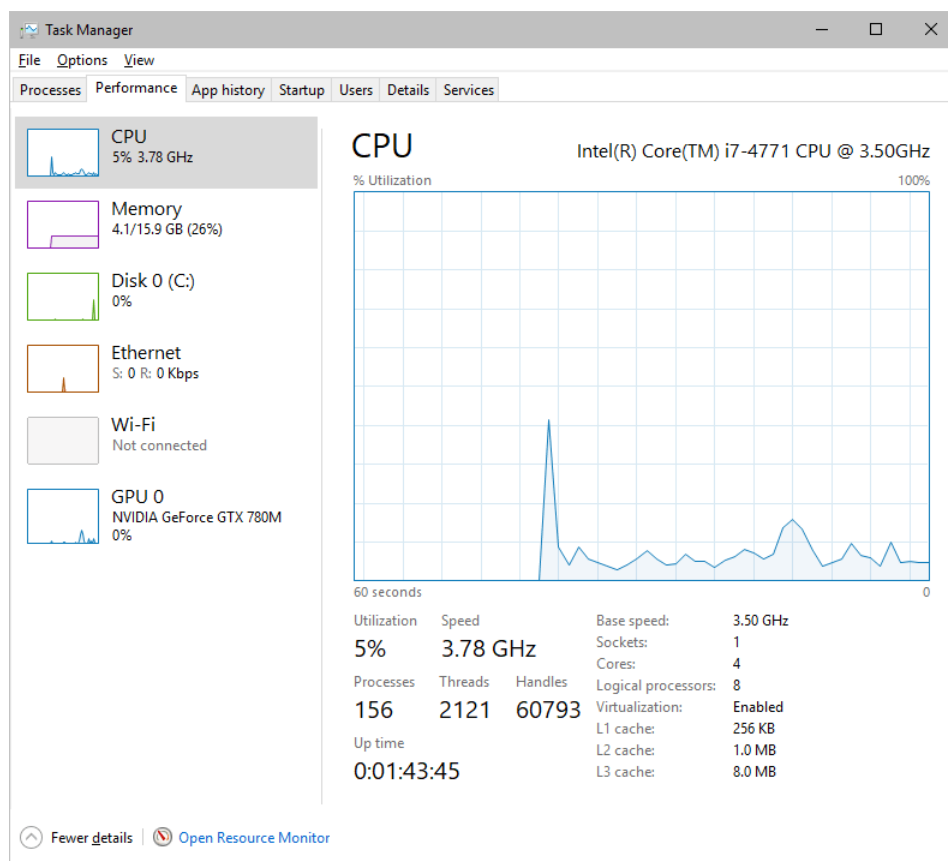 Task Manager
File Options View
Processes Performance App history Startup Users Details Services
CPU
5% 3.78 GHz
Memory
4.1/15.9 GB (26%)
Disk 0 (C:)
0%
Ethernet
S: 0 R: 0 Kbps
Wi-Fi
Not connected
GPU 0
NVIDIA GeForce GTX 780M
0%
CPU Intel(R) Core(TM) i7-4771 CPU @ 3.50GHz
% Utilization 100%
60 seconds 0
Utilization Speed
5% 3.78 GHz
Processes Threads Handles
156 2121 60793
Up time
0:01:43:45
Base speed: 3.50 GHz
Sockets: 1
Cores: 4
Logical processors: 8
Virtualization: Enabled
L1 cache: 256 KB
L2 cache: 1.0 MB
L3 cache: 8.0 MB
Fewer details Open Resource Monitor